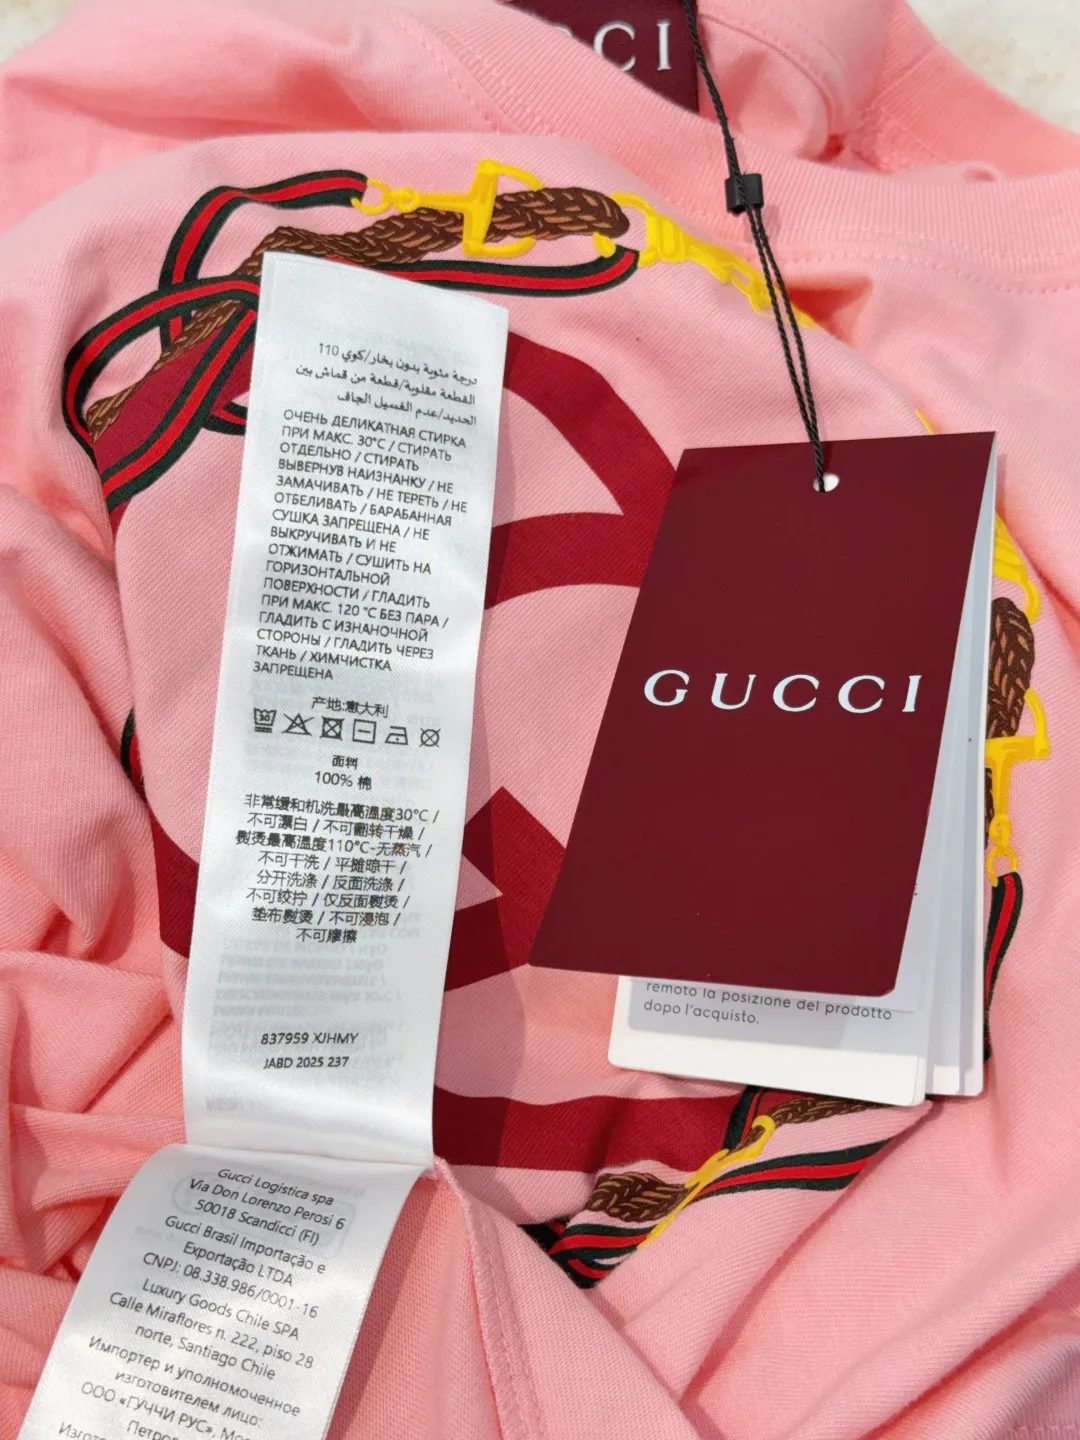 GUCCI
درجة مئوية بدون بخار/كوي 110
القطعة مقلوبة/قطعة من قماش بين
الحديد/عدم الغسيل الجاف
ОЧЕНЬ ДЕЛИКАТНАЯ СТИРКА
ПРИ МАКС. 30°C / СТИРАТЬ
ОТДЕЛЬНО / СТИРАТЬ
ВЫВЕРНУВ НАИЗНАНКУ / НЕ
ЗАМАЧИВАТЬ / НЕ ТЕРЕТЬ / НЕ
ОТБЕЛИВАТЬ / БАРАБАННАЯ
СУШКА ЗАПРЕЩЕНА / НЕ
ВЫКРУЧИВАТЬ И НЕ
ОТЖИМАТЬ / СУШИТЬ НА
ГОРИЗОНТАЛЬНОЙ
ПОВЕРХНОСТИ / ГЛАДИТЬ
ПРИ МАКС. 120 °C БЕЗ ПАРА /
ГЛАДИТЬ С ИЗНАНОЧНОЙ
СТОРОНЫ / ГЛАДИТЬ ЧЕРЕЗ
ТКАНЬ / ХИМЧИСТКА
ЗАПРЕЩЕНА
产地:意大利
30
面料
100% 棉
非常缓和机洗最高温度30°C /
不可漂白 / 不可翻转干燥 /
熨烫最高温度110°C-无蒸汽 /
不可干洗 / 平摊晾干 /
分开洗涤 / 反面洗涤 /
不可绞拧 / 仅反面熨烫 /
垫布熨烫 / 不可浸泡 /
不可摩擦
837959 XJHMY
JABD 2025 237
Gucci Logistica spa
Via Don Lorenzo Perosi 6
50018 Scandicci (FI)
Gucci Brasil Importação e
Exportação LTDA
CNPJ: 08.338.986/0001-16
Luxury Goods Chile SPA
Calle Miraflores n. 222, piso 28
norte, Santiago Chile
Импортер и уполномоченное
изготовителем лицо:
ООО «ГУЧЧИ РУС», Мос
Петров
Изгото
GUCCI
remoto la posizione del prodotto
dopo l'acquisto.